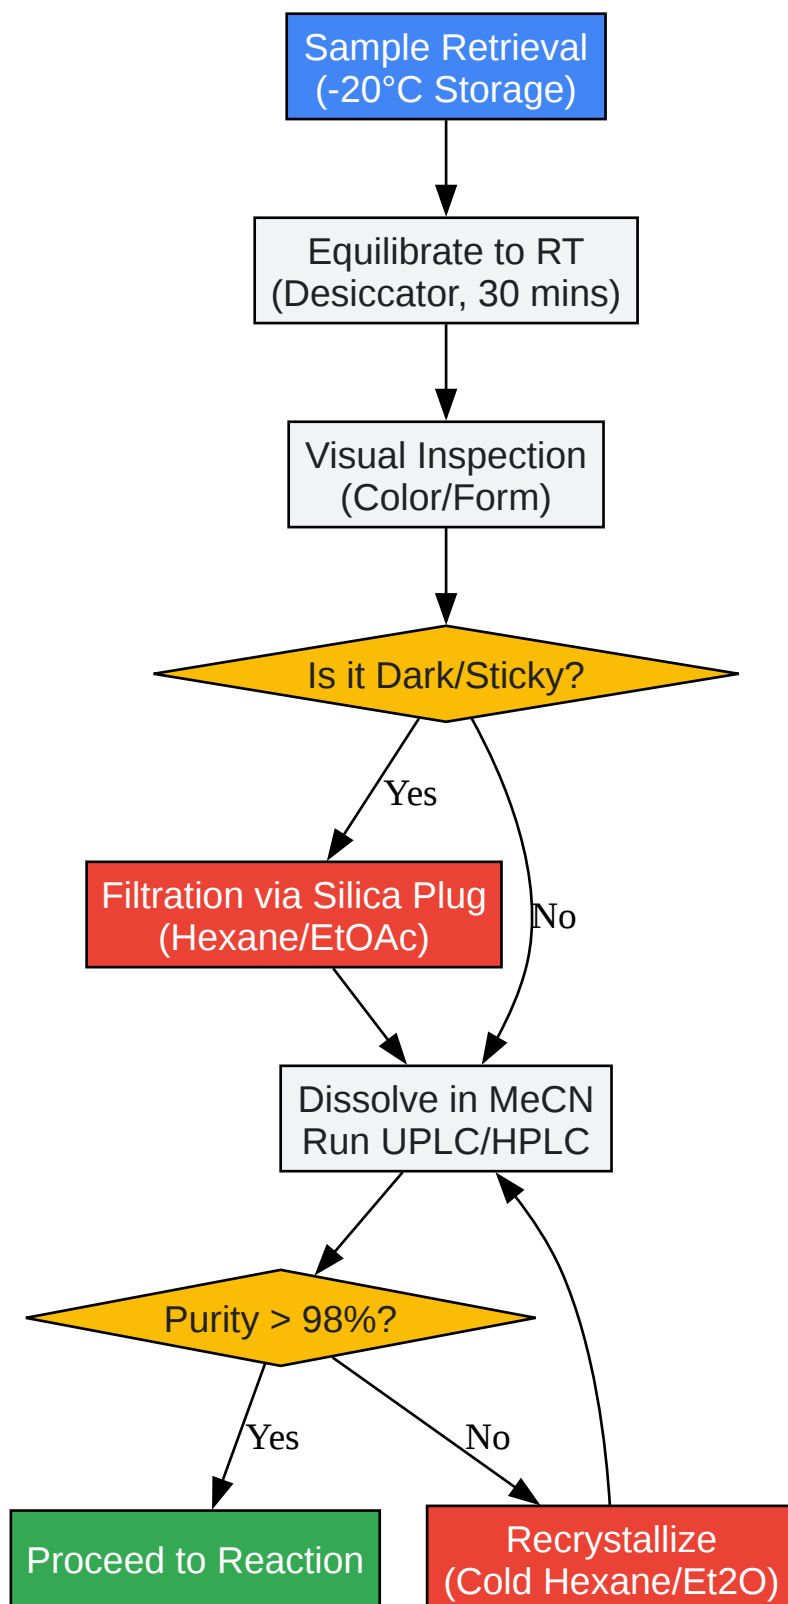 Sample Retrieval
(-20°C Storage)
Equilibrate to RT
(Desiccator, 30 mins)
Visual Inspection
(Color/Form)
Is it Dark/Sticky?
Yes
Filtration via Silica Plug
(Hexane/EtOAc)
No
Dissolve in MeCN
Run UPLC/HPLC
Purity > 98%?
Yes
No
Proceed to Reaction
Recrystallize
(Cold Hexane/Et2O)